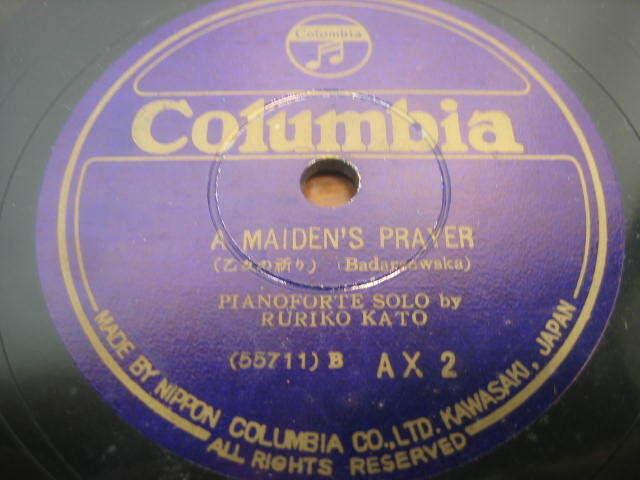 Columbia
Columbia
A MAIDEN'S PRAYER
(乙女の祈り) (Badarzewska)
PIANOFORTE SOLO by
RURIKO KATO
(55711) B AX 2
MADE BY NIPPON COLUMBIA CO., LTD. KAWASAKI, JAPAN
ALL RIGHTS RESERVED